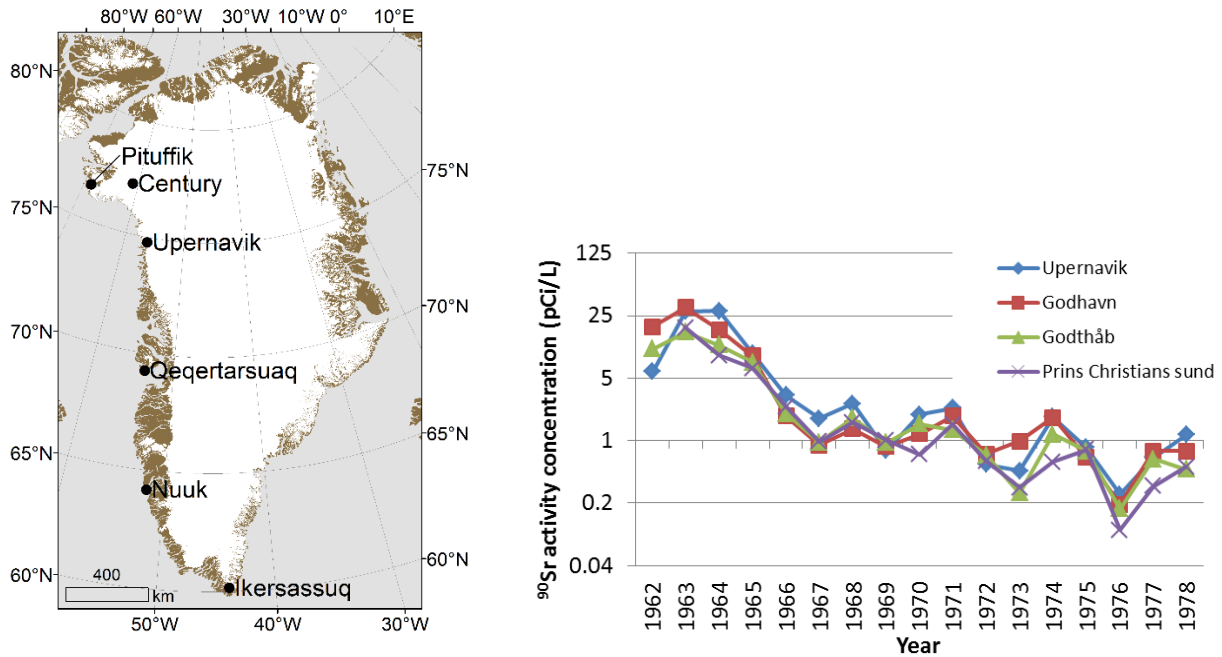 80°W 60°W 40°W 30°W 20°W 10°W 0° 10°E
80°N
Pituffik
Century
75°N
75°N
Upernavik
70°N
70°N
Qeqertarsuaq
65°N
65°N
Nuuk
60°N
60°N
400
km
Ikersassuq
50°W 40°W 30°W
⁹⁰Sr activity concentration (pCi/L)
125
25
5
1
0.2
0.04
Upernavik
Godhavn
Godthåb
Prins Christians sund
1962 1963 1964 1965 1966 1967 1968 1969 1970 1971 1972 1973 1974 1975 1976 1977 1978
Year